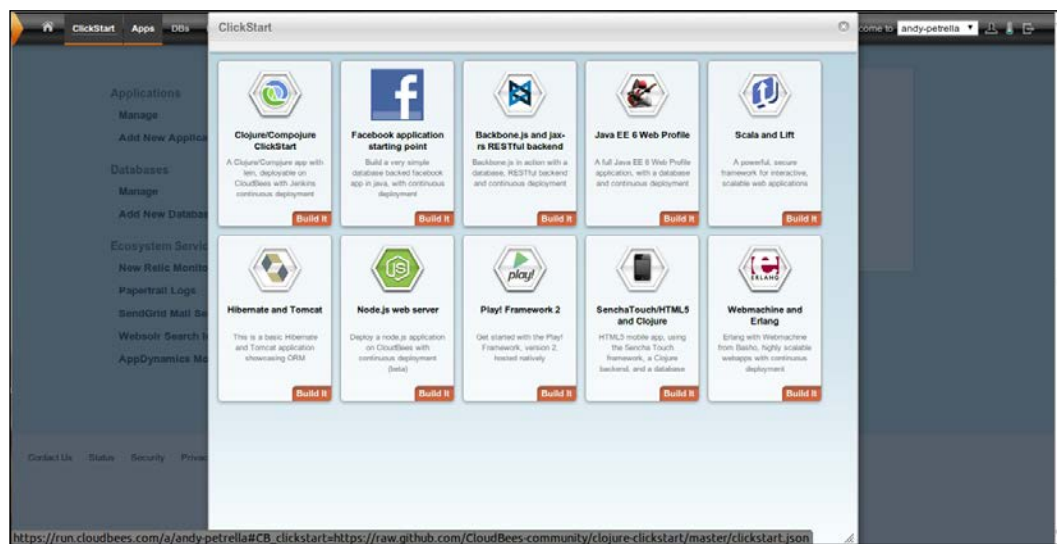 ClickStart
Apps
DBs
ClickStart
come to
andy-petrella
Applications
Manage
Add New Applica
Databases
Manage
Add New Databas
Ecosystem Servic
New Relic Monito
Papertrail Logs
SendGrid Mail Se
Websolr Search I
AppDynamics Mo
Clojure/Compojure
ClickStart
A Clojure/Compjure app with
lein, deployable on
CloudBees with Jenkins
continuous deployment
Build It
Facebook application
starting point
Build a very simple
database backed facebook
app in java, with continuous
deployment
Build It
Backbone.js and jax-
rs RESTful backend
Backbone.js in action with a
database, RESTful backend
and continuous deployment
Build It
Java EE 6 Web Profile
A full Java EE 6 Web Profile
application, with a database
and continuous deployment
Build It
Scala and Lift
A powerful, secure
framework for interactive,
scalable web applications
Build It
Hibernate and Tomcat
This is a basic Hibernate
and Tomcat application
showcasing ORM
Build It
JS
Node.js web server
Deploy a node.js application
on CloudBees with
continuous deployment
(beta)
Build It
play!
Play! Framework 2
Get started with the Play!
Framework, version 2,
hosted natively
Build It
SenchaTouch/HTML5
and Clojure
HTML5 mobile app, using
the Sencha Touch
framework, a Clojure
backend, and a database
Build It
ERLANG
Webmachine and
Erlang
Erlang with Webmachine
from Basho, highly scalable
webapps with continuous
deployment
Build It
Contact Us
Status
Security
Privac
https://run.cloudbees.com/a/andy-petrella#CB_clickstart=https://raw.github.com/CloudBees-community/clojure-clickstart/master/clickstart.json